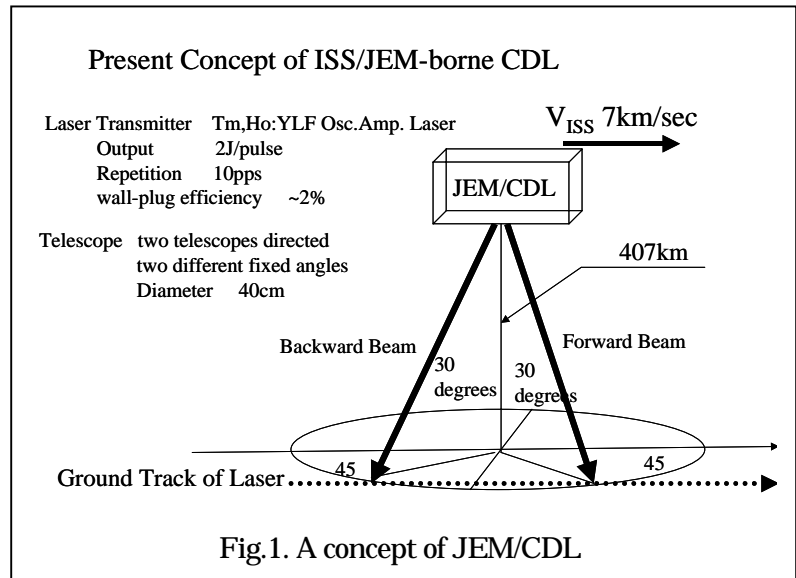 Present Concept of ISS/JEM-borne CDL
Laser Transmitter Tm,Ho:YLF Osc.Amp. Laser
Output 2J/pulse
Repetition 10pps
wall-plug efficiency ~2%
Telescope two telescopes directed
two different fixed angles
Diameter 40cm
V_ISS 7km/sec
JEM/CDL
407km
Backward Beam
Forward Beam
30
degrees
30
degrees
45
45
Ground Track of Laser
Fig.1. A concept of JEM/CDL